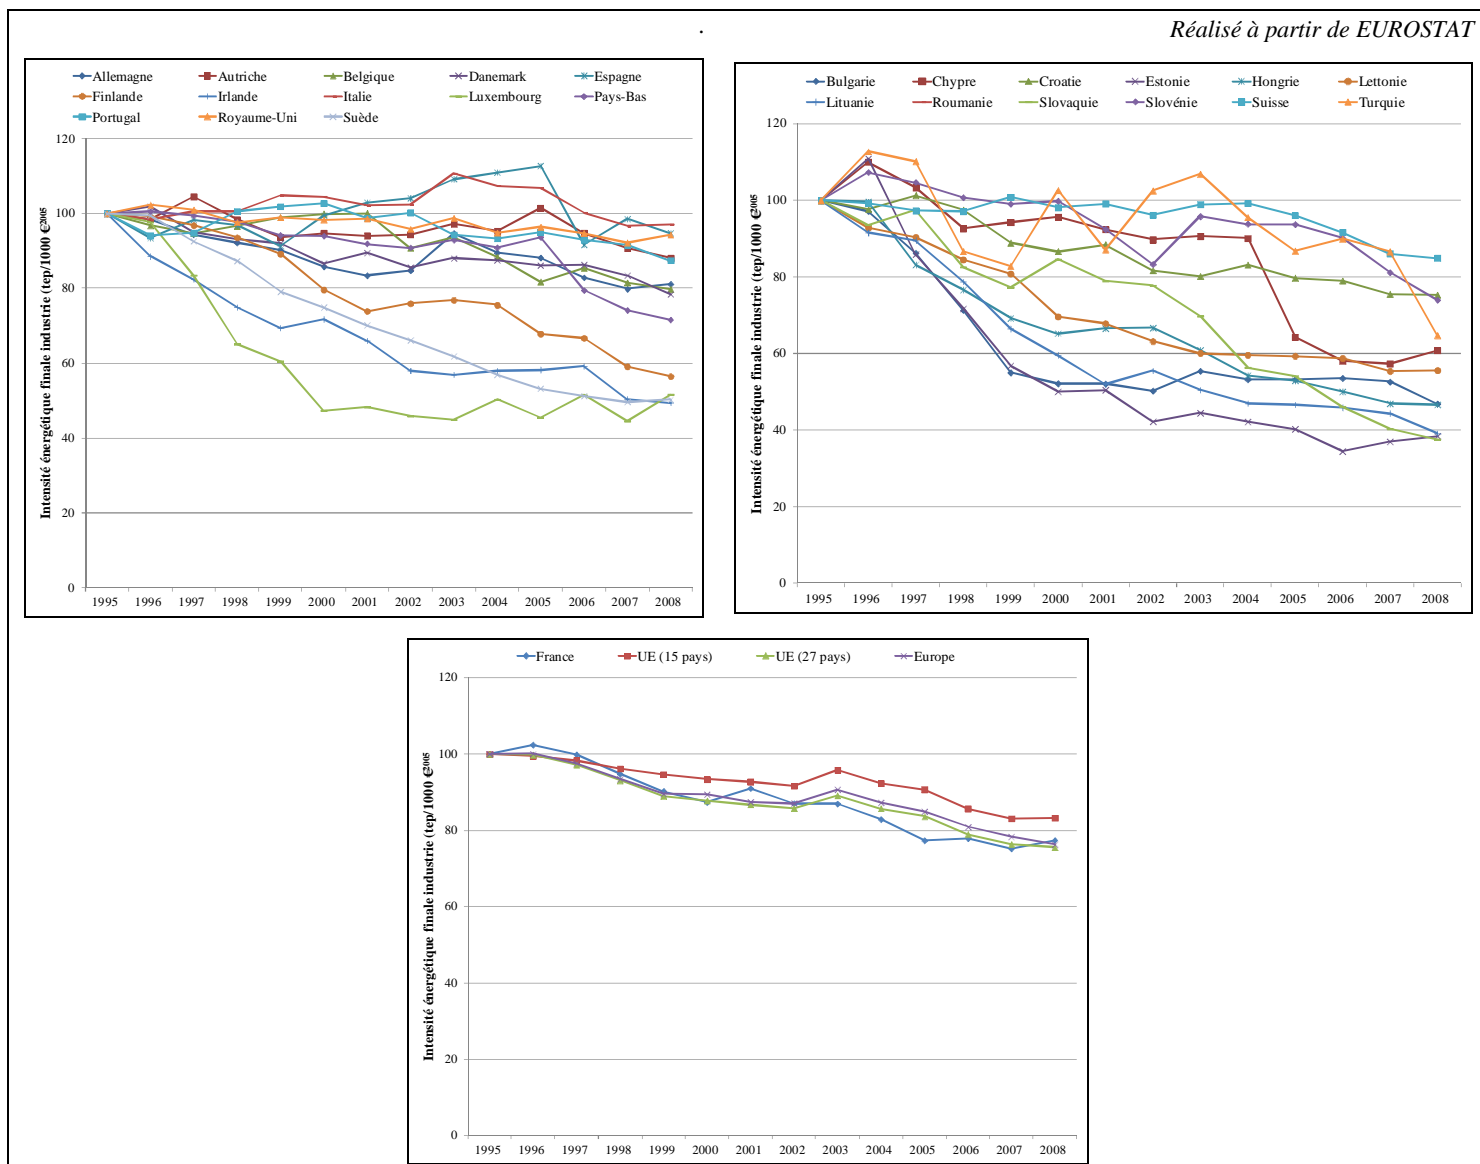 .
Réalisé à partir de EUROSTAT
Allemagne Autriche Belgique Danemark Espagne
Finlande Irlande Italie Luxembourg Pays-Bas
Portugal Royaume-Uni Suède
Intensité énergétique finale industrie (tep/1000 €2005
120
100
80
60
40
20
0
1995 1996 1997 1998 1999 2000 2001 2002 2003 2004 2005 2006 2007 2008
Bulgarie Chypre Croatie Estonie Hongrie Lettonie
Lituanie Roumanie Slovaquie Slovénie Suisse Turquie
Intensité énergétique finale industrie (tep/1000 €2005
120
100
80
60
40
20
0
1995 1996 1997 1998 1999 2000 2001 2002 2003 2004 2005 2006 2007 2008
France UE (15 pays) UE (27 pays) Europe
Intensité énergétique finale industrie (tep/1000 €2005
120
100
80
60
40
20
0
1995 1996 1997 1998 1999 2000 2001 2002 2003 2004 2005 2006 2007 2008